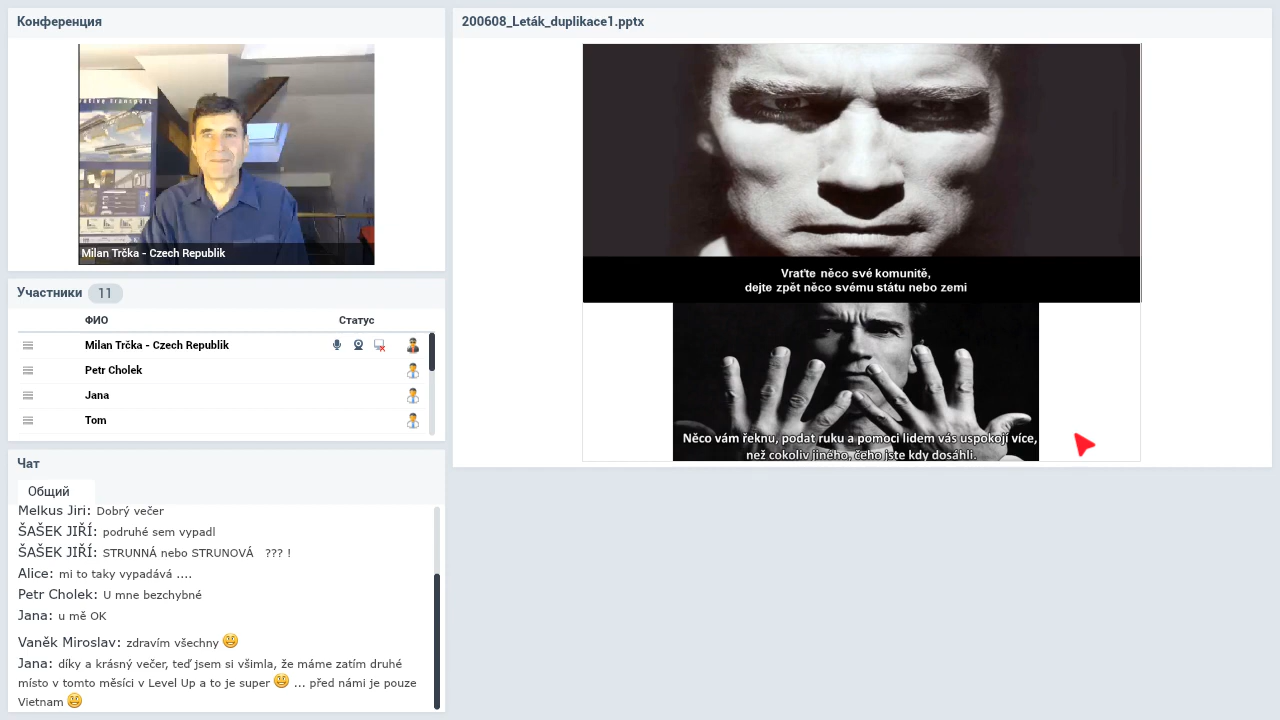 Конференция
rative transport
Milan Trčka - Czech Republik
Участники 11
ФИО Статус
Milan Trčka - Czech Republik
Petr Cholek
Jana
Tom
Чат
Общий
Melkus Jiri: Dobrý večer
ŠAŠEK JIŘÍ: podruhé sem vypadl
ŠAŠEK JIŘÍ: STRUNNÁ nebo STRUNOVÁ ??? !
Alice: mi to taky vypadává ....
Petr Cholek: U mne bezchybné
Jana: u mě OK
Vaněk Miroslav: zdravím všechny
Jana: díky a krásný večer, teď jsem si všimla, že máme zatím druhé
místo v tomto měsíci v Level Up a to je super ... před námi je pouze
Vietnam
200608_Leták_duplikace1.pptx
Vraťte něco své komunitě,
dejte zpět něco svému státu nebo zemi
Něco vám řeknu, podat ruku a pomoci lidem vás uspokojí více,
než cokoliv jiného, čeho jste kdy dosáhli.